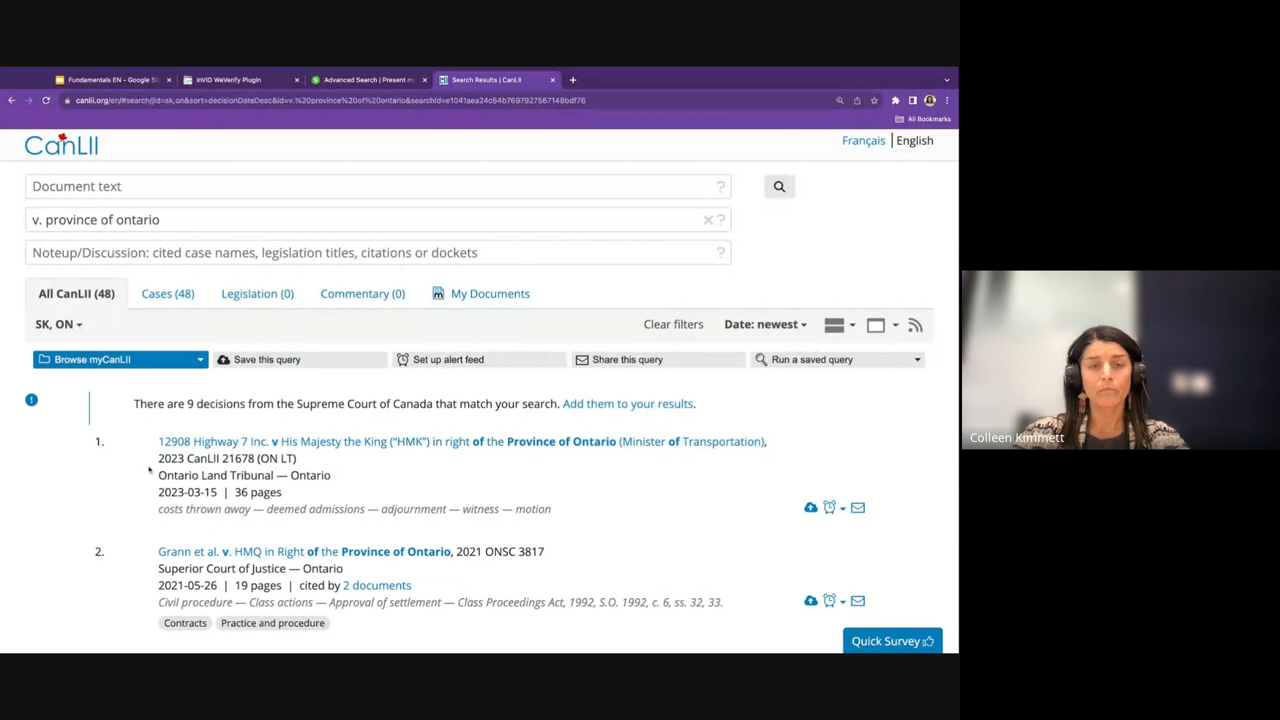 Fundamentals EN - Google Sli
InVID WeVerify Plugin
Advanced Search | Present m
Search Results | CanLII
canlii.org/en/#search/jId=sk,on&sort=decisionDateDesc&id=v.%20province%20of%20ontario&searchId=e1041aea24c54b7697927567148bdf76
All Bookmarks
CanLII
Français | English
Document text ?
v. province of ontario ×?
Noteup/Discussion: cited case names, legislation titles, citations or dockets ?
All CanLII (48) Cases (48) Legislation (0) Commentary (0) My Documents
SK, ON Clear filters Date: newest
Browse myCanLII Save this query Set up alert feed Share this query Run a saved query
There are 9 decisions from the Supreme Court of Canada that match your search. Add them to your results.
1. 12908 Highway 7 Inc. v His Majesty the King (“HMK”) in right of the Province of Ontario (Minister of Transportation),
2023 CanLII 21678 (ON LT)
Ontario Land Tribunal — Ontario
2023-03-15 | 36 pages
costs thrown away — deemed admissions — adjournment — witness — motion
2. Grann et al. v. HMQ in Right of the Province of Ontario, 2021 ONSC 3817
Superior Court of Justice — Ontario
2021-05-26 | 19 pages | cited by 2 documents
Civil procedure — Class actions — Approval of settlement — Class Proceedings Act, 1992, S.O. 1992, c. 6, ss. 32, 33.
Contracts Practice and procedure
Quick Survey
Colleen Kimmett